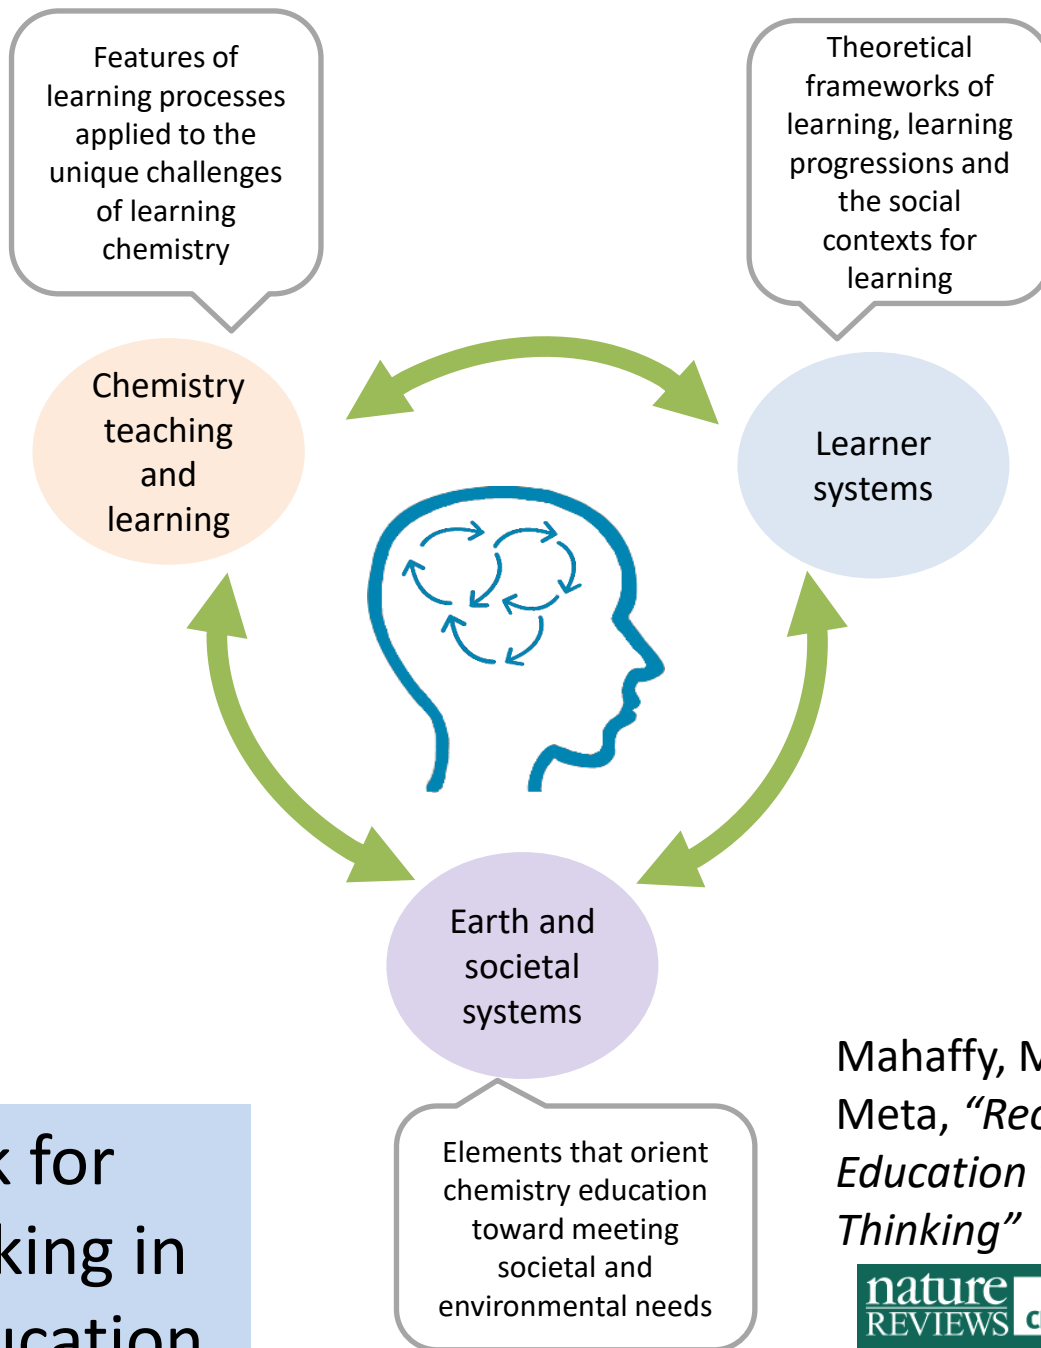 Features of
learning processes
applied to the
unique challenges
of learning
chemistry
Theoretical
frameworks of
learning, learning
progressions and
the social
contexts for
learning
Chemistry
teaching
and
learning
Learner
systems
Earth and
societal
systems
Elements that orient
chemistry education
toward meeting
societal and
environmental needs
for
in
Mahaffy,
Meta,
Education
Thinking”
nature
REVIEWS